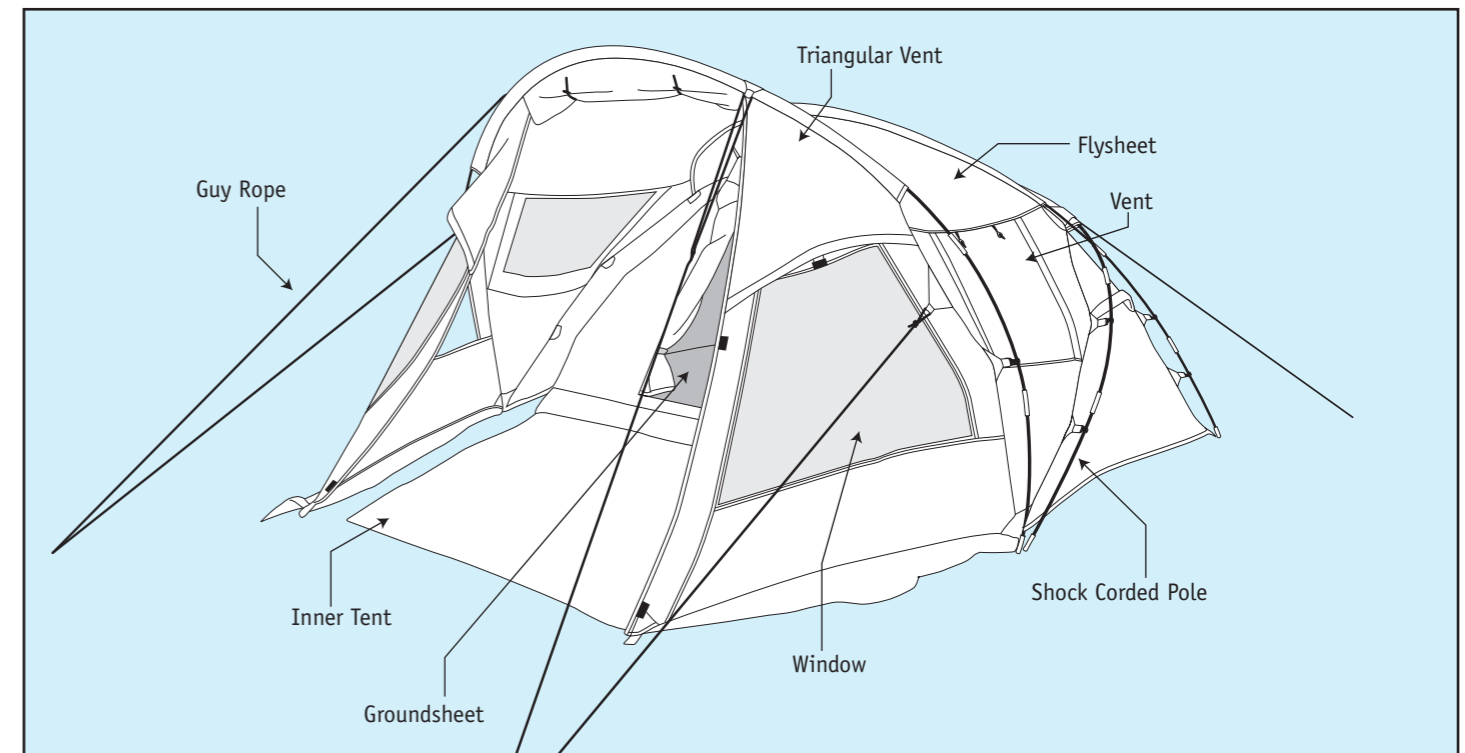 Triangular Vent
Flysheet
Guy Rope
Vent
Shock Corded Pole
Inner Tent
Window
Groundsheet